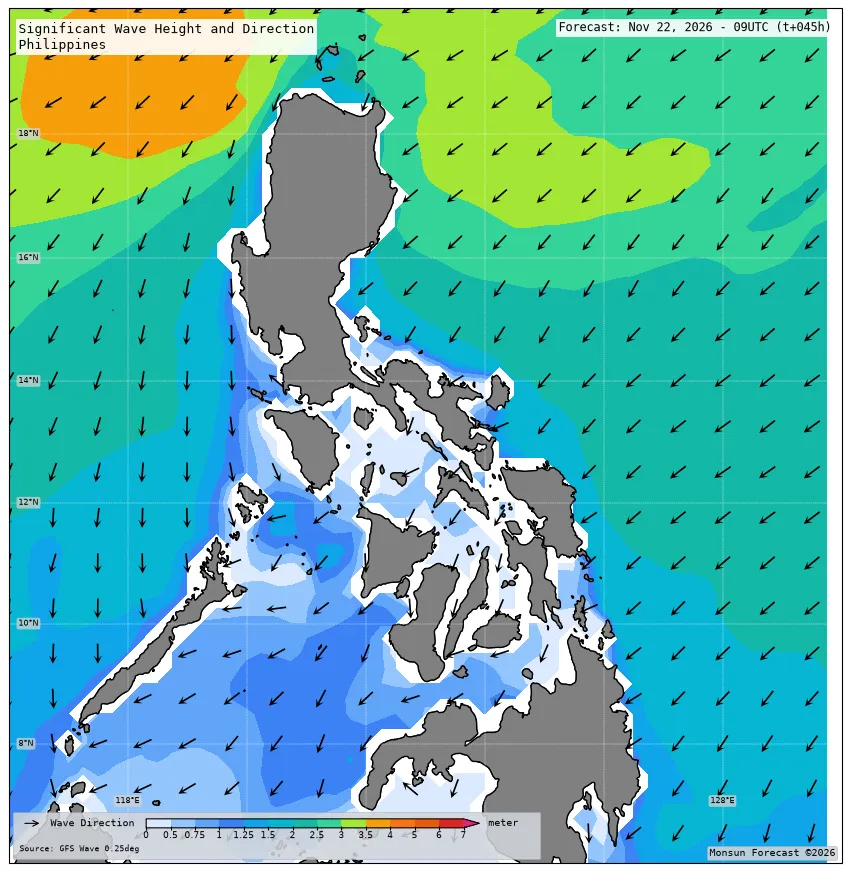 Significant Wave Height and Direction
Philippines
Forecast: Nov 22, 2026 - 09UTC (t+045h)
18°N
16°N
14°N
12°N
10°N
8°N
118°E
128°E
Wave Direction
0 0.5 0.75 1 1.25 1.5 2 2.5 3 3.5 4 5 6 7
meter
Source: GFS Wave 0.25deg
Monsun Forecast ©2026